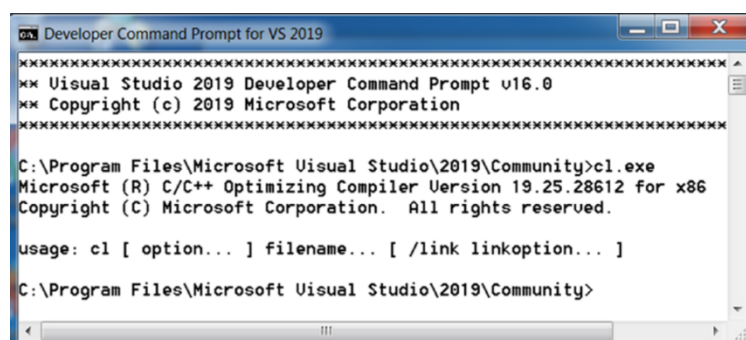 Developer Command Prompt for VS 2019
**********************************************************************
** Visual Studio 2019 Developer Command Prompt v16.0
** Copyright (c) 2019 Microsoft Corporation
**********************************************************************
C:\Program Files\Microsoft Visual Studio\2019\Community>cl.exe
Microsoft (R) C/C++ Optimizing Compiler Version 19.25.28612 for x86
Copyright (C) Microsoft Corporation.  All rights reserved.
usage: cl [ option... ] filename... [ /link linkoption... ]
C:\Program Files\Microsoft Visual Studio\2019\Community>